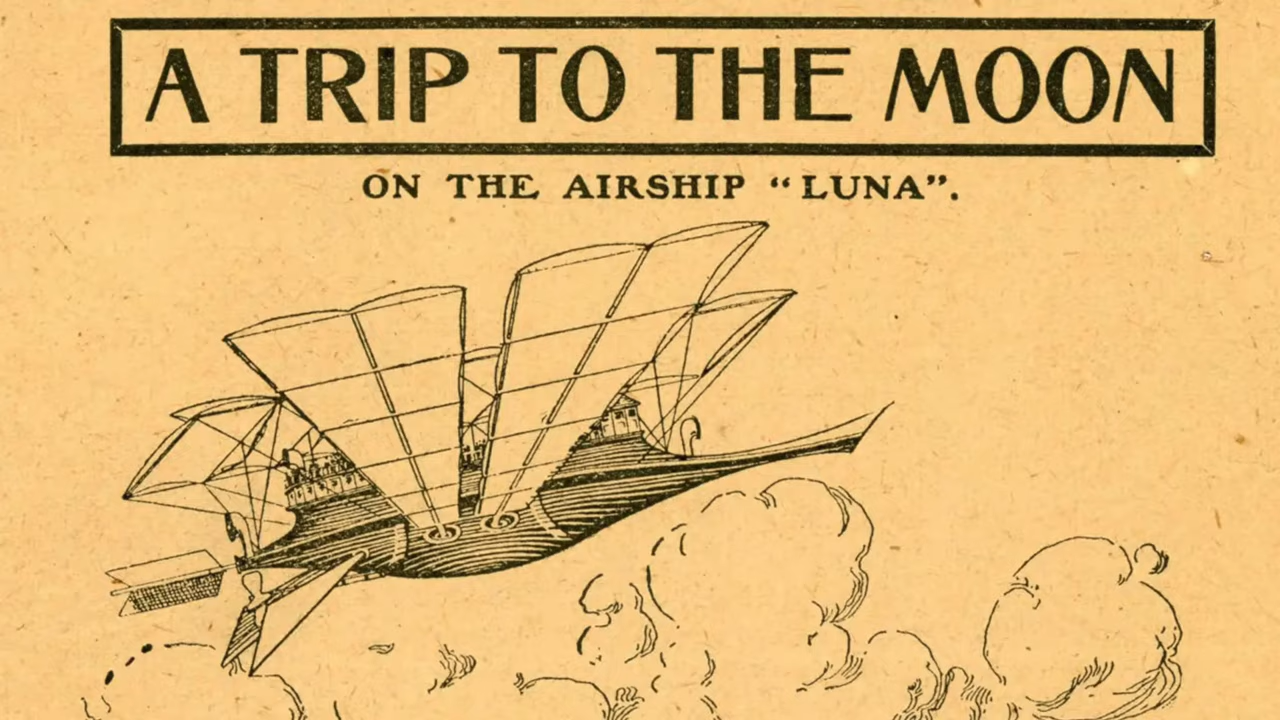 A TRIP TO THE MOON
ON THE AIRSHIP “LUNA”.